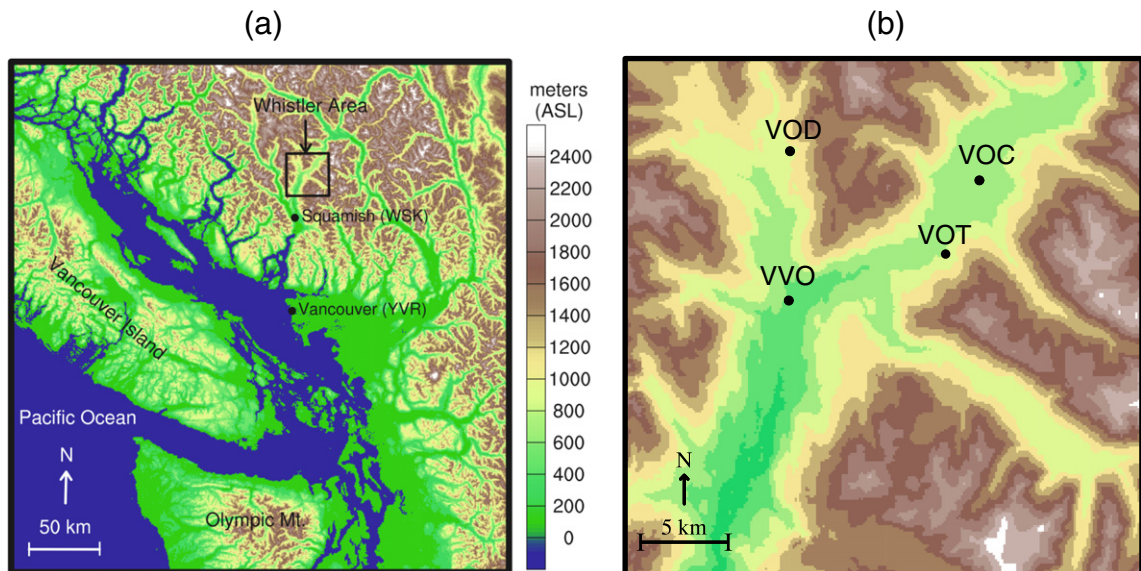 (a)
(b)
Whistler Area
Squamish (WSK)
Vancouver (YVR)
Vancouver Island
Pacific Ocean
N
50 km
Olympic Mt.
meters
(ASL)
2400
2200
2000
1800
1600
1400
1200
1000
800
600
400
200
0
VOD
VOC
VOT
VVO
N
5 km